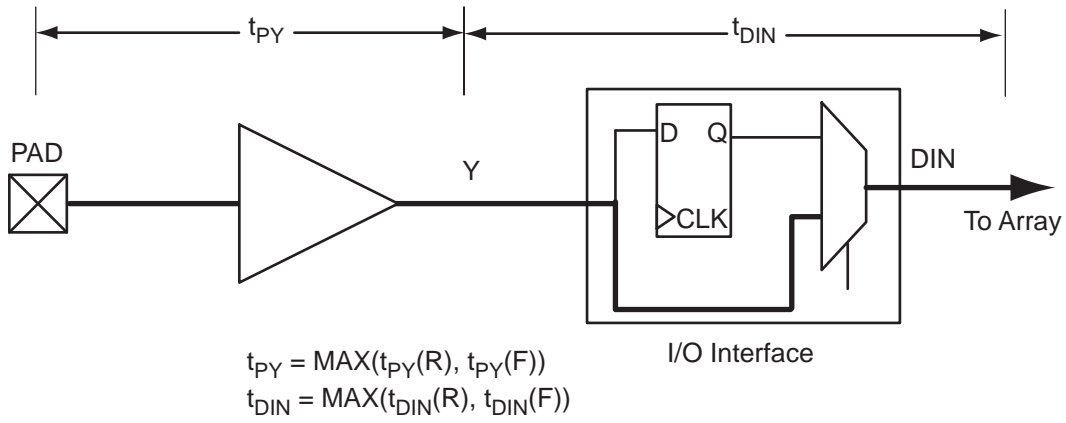 tPY
tDIN
PAD
Y
D Q
CLK
DIN
To Array
I/O Interface
tPY = MAX(tPY(R), tPY(F))
tDIN = MAX(tDIN(R), tDIN(F))